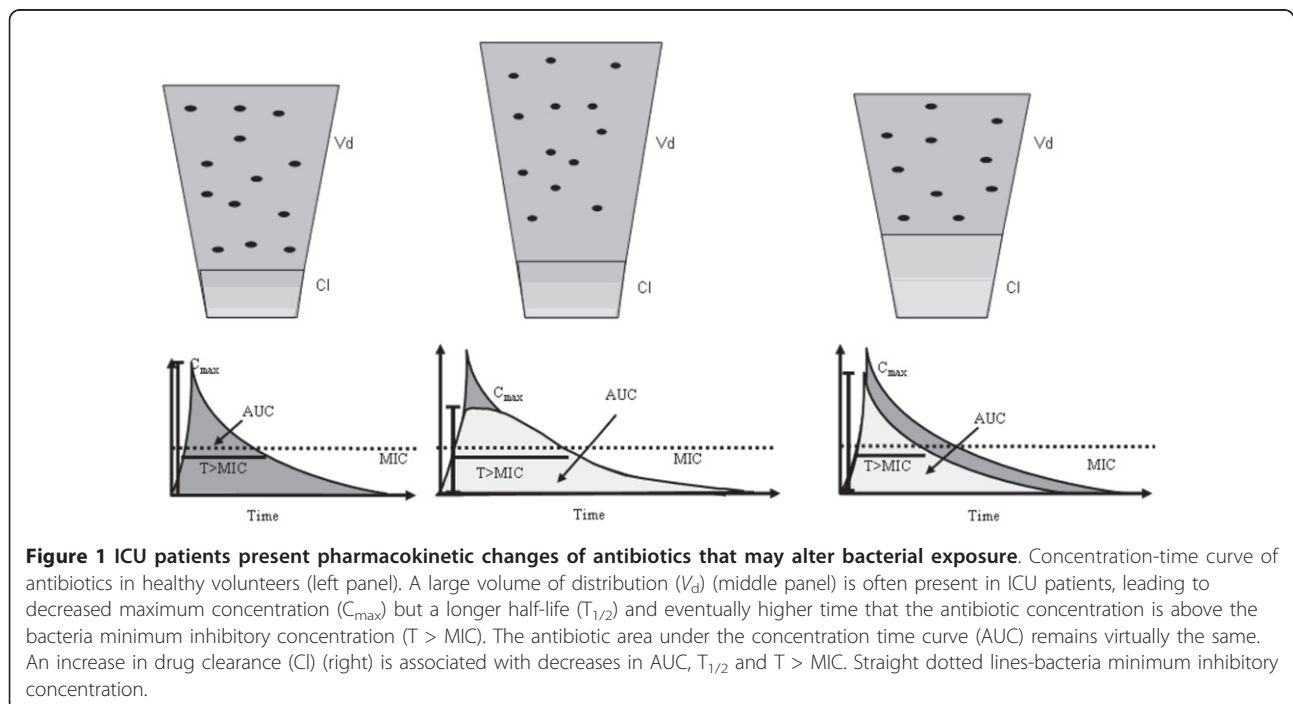 Vd
Cl
Vd
Cl
Vd
Cl
Cmax
AUC
T>MIC
MIC
Time
Cmax
AUC
T>MIC
MIC
Time
Cmax
AUC
T>MIC
MIC
Time
Figure 1 ICU patients present pharmacokinetic changes of antibiotics that may alter bacterial exposure. Concentration-time curve of
antibiotics in healthy volunteers (left panel). A large volume of distribution (Vd) (middle panel) is often present in ICU patients, leading to
decreased maximum concentration (Cmax) but a longer half-life (T1/2) and eventually higher time that the antibiotic concentration is above the
bacteria minimum inhibitory concentration (T > MIC). The antibiotic area under the concentration time curve (AUC) remains virtually the same.
An increase in drug clearance (Cl) (right) is associated with decreases in AUC, T1/2 and T > MIC. Straight dotted lines-bacteria minimum inhibitory
concentration.